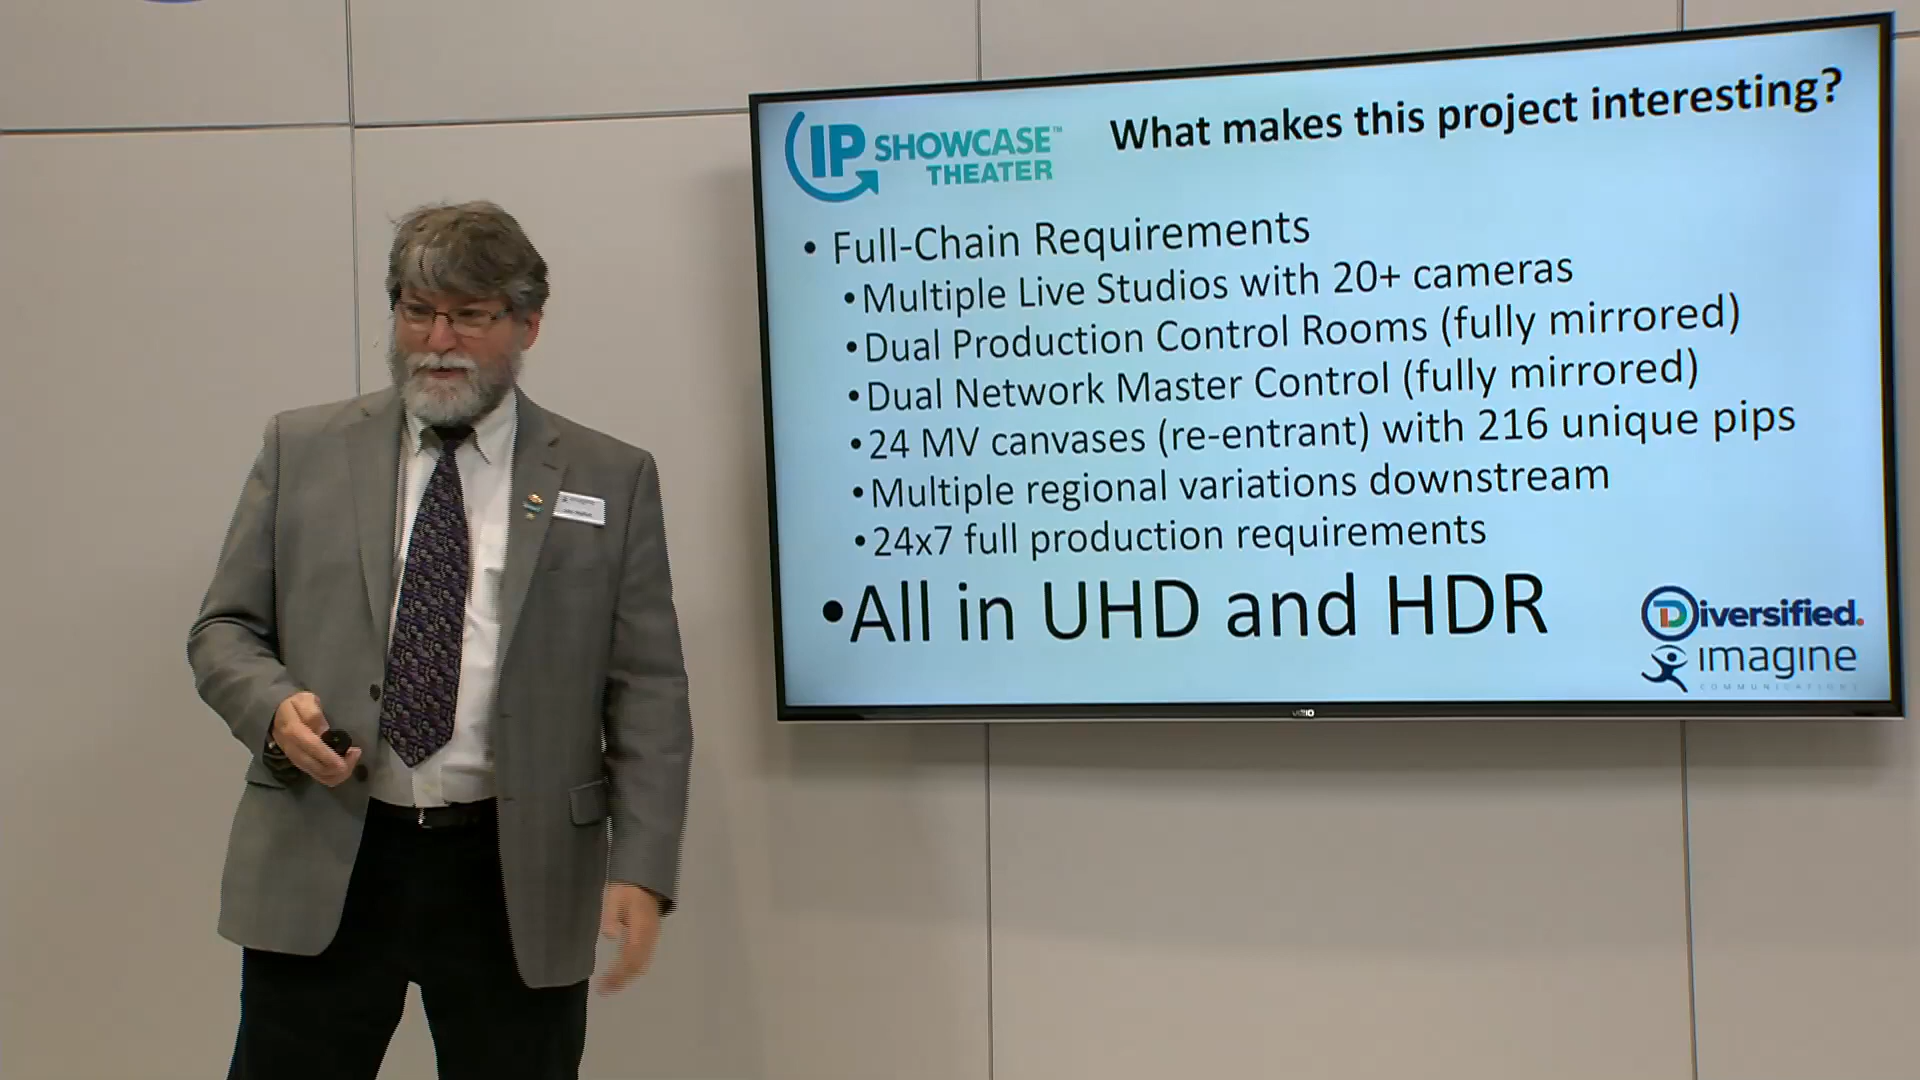 IP SHOWCASE™
THEATER
What makes this project interesting?
• Full-Chain Requirements
•Multiple Live Studios with 20+ cameras
•Dual Production Control Rooms (fully mirrored)
•Dual Network Master Control (fully mirrored)
•24 MV canvases (re-entrant) with 216 unique pips
•Multiple regional variations downstream
•24x7 full production requirements
•All in UHD and HDR
Diversified.
imagine
COMMUNICATIONS
VIZIO